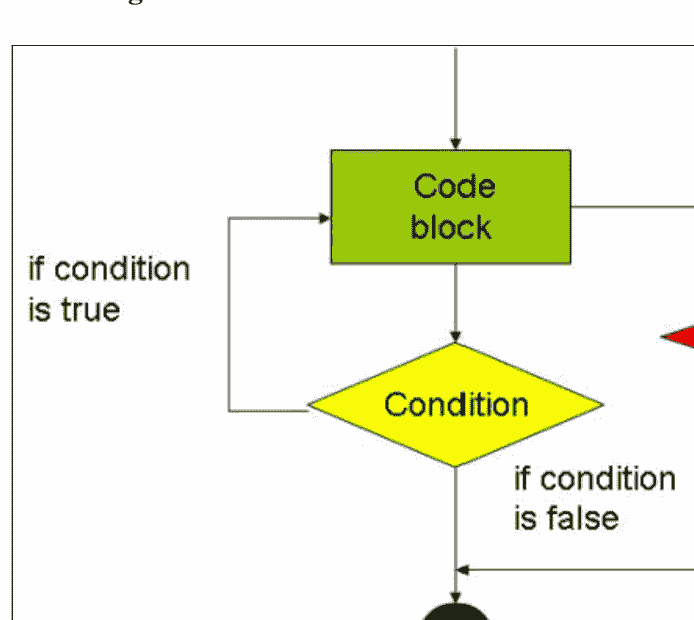 Code
block
if condition
is true
Condition
if condition
is false